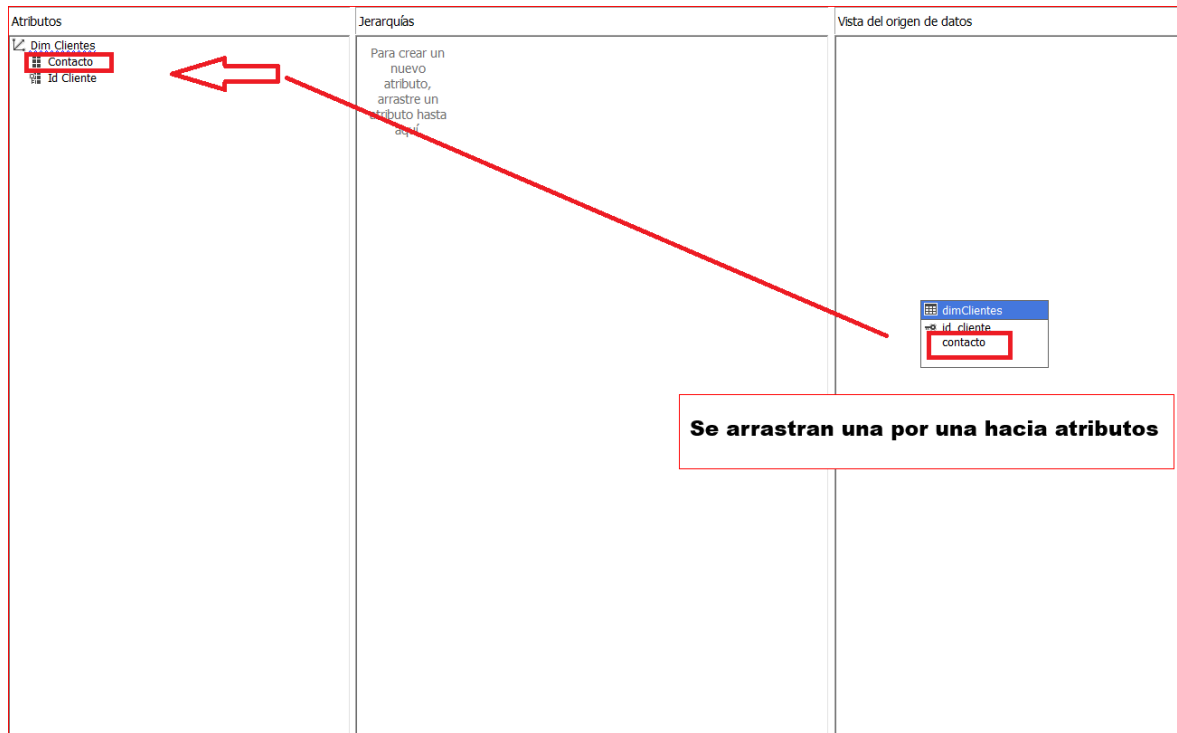 Atributos
Dim Clientes
Contacto
Id Cliente
Jerarquías
Para crear un
nuevo
atributo,
arrastre un
atributo hasta
aquí
Vista del origen de datos
dimClientes
id_cliente
contacto
Se arrastran una por una hacia atributos